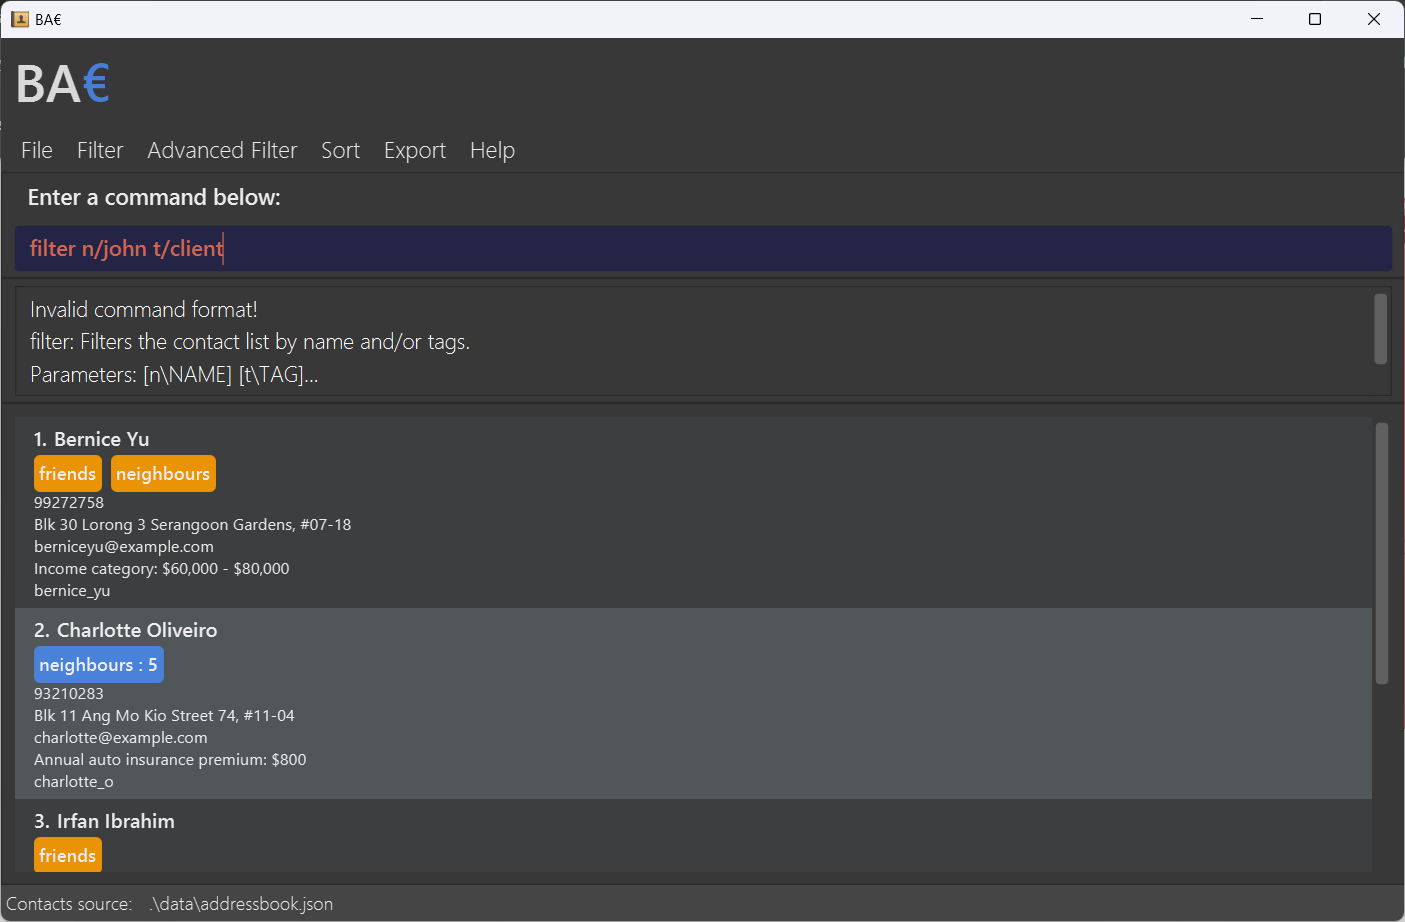 BA€
BA€
File Filter Advanced Filter Sort Export Help
Enter a command below:
filter n/john t/client
Invalid command format!
filter: Filters the contact list by name and/or tags.
Parameters: [n\NAME] [t\TAG]...
1. Bernice Yu
friends neighbours
99272758
Blk 30 Lorong 3 Serangoon Gardens, #07-18
berniceyu@example.com
Income category: $60,000 - $80,000
bernice_yu
2. Charlotte Oliveiro
neighbours : 5
93210283
Blk 11 Ang Mo Kio Street 74, #11-04
charlotte@example.com
Annual auto insurance premium: $800
charlotte_o
3. Irfan Ibrahim
friends
Contacts source: .\data\addressbook.json